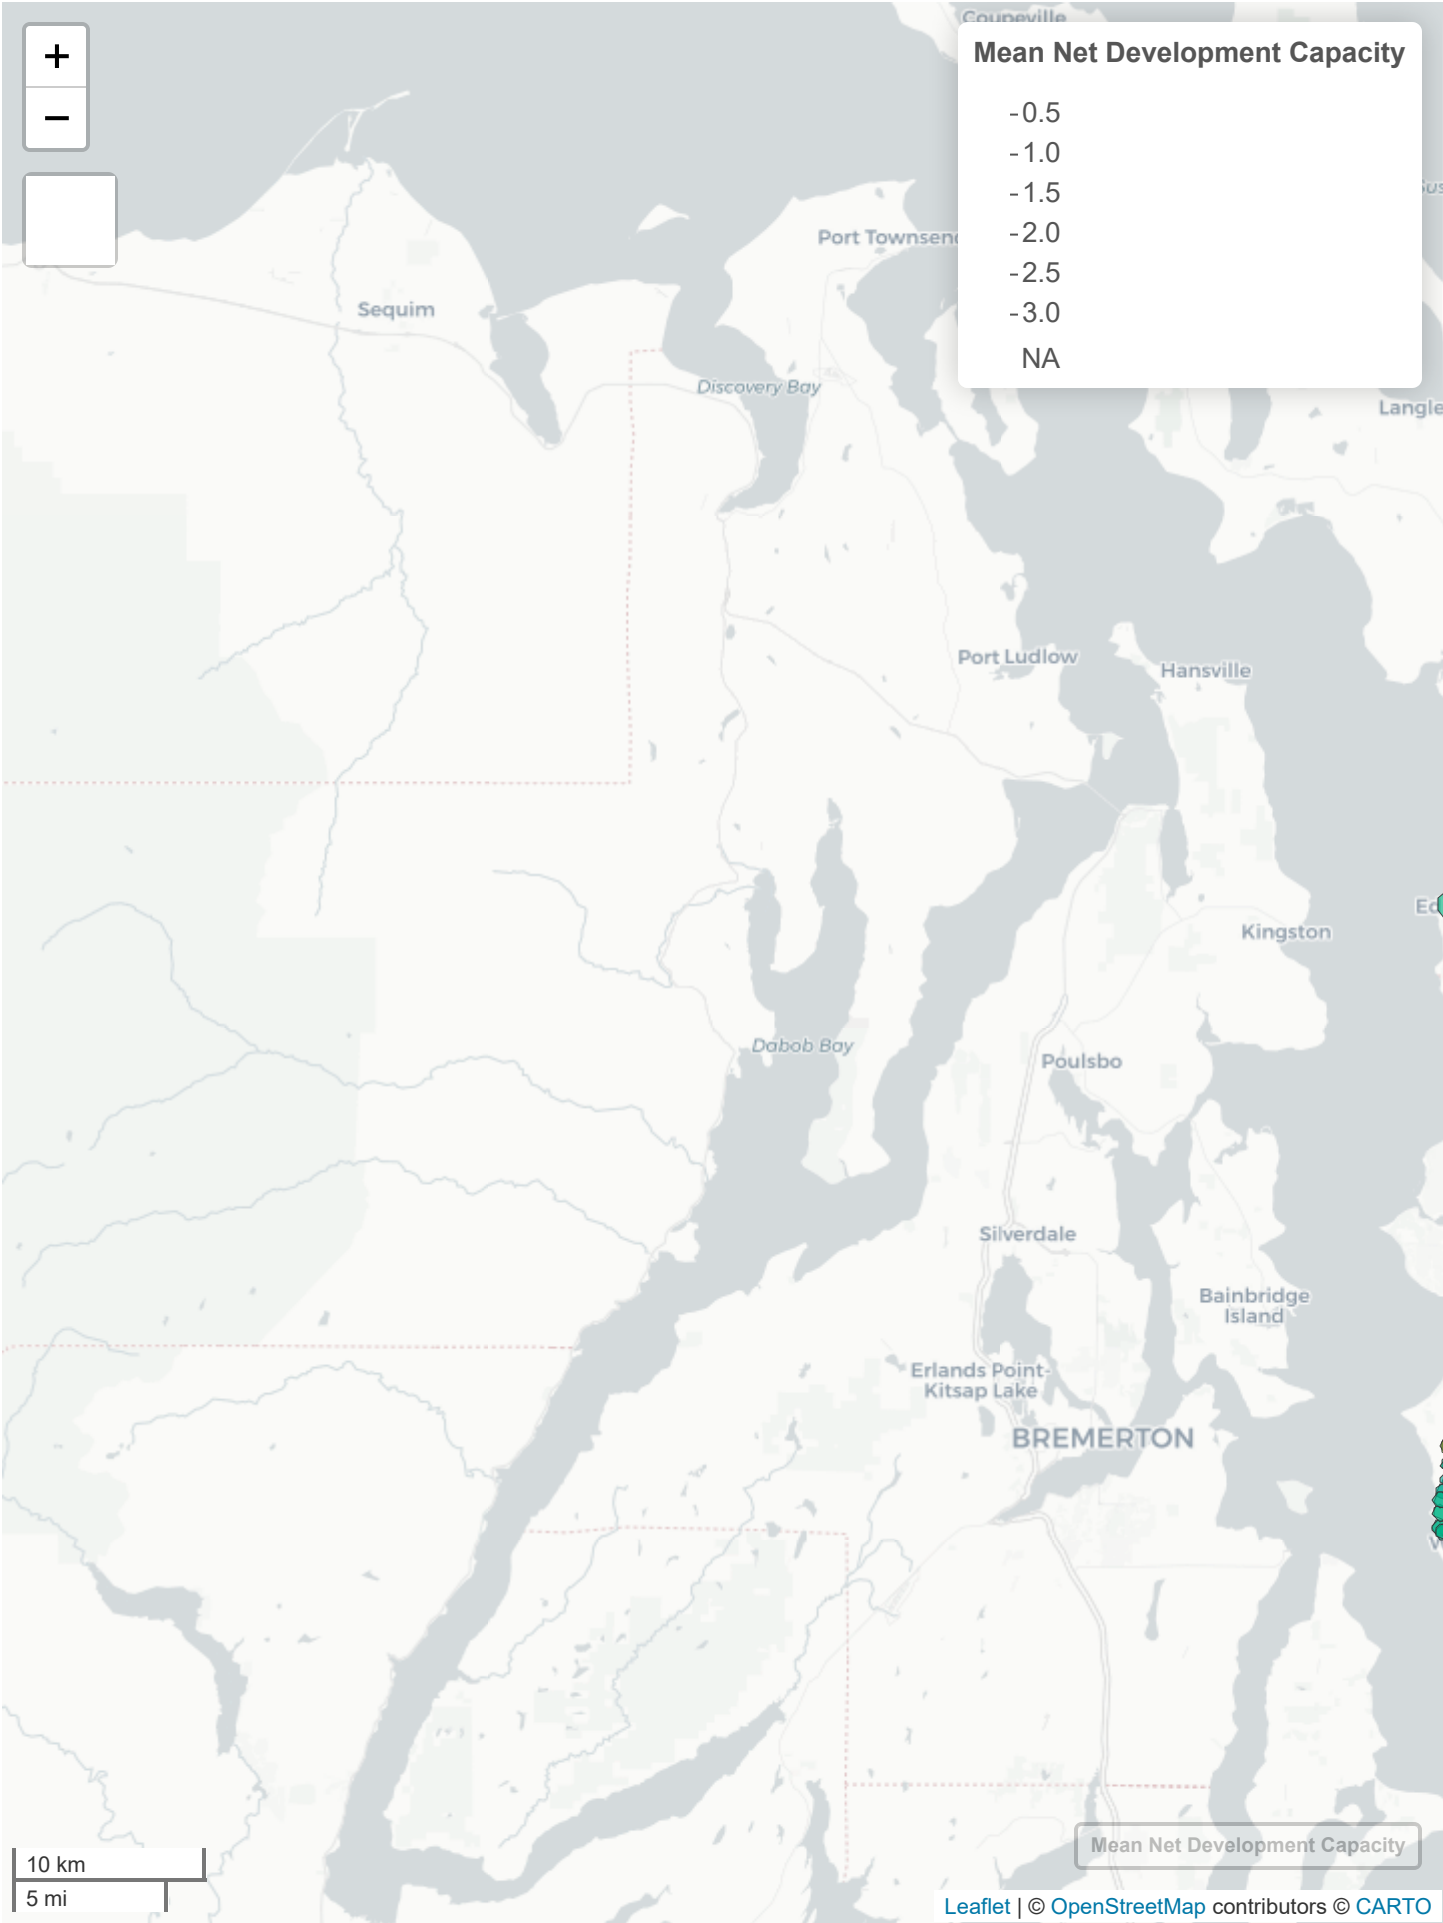 Coupeville
+
−
Mean Net Development Capacity
-0.5
-1.0
-1.5
-2.0
-2.5
-3.0
NA
Port Townsend
Sequim
Discovery Bay
Port Ludlow
Hansville
Kingston
Dabob Bay
Poulsbo
Silverdale
Bainbridge
Island
Erlands Point-
Kitsap Lake
BREMERTON
Mean Net Development Capacity
10 km
5 mi
Leaflet | © OpenStreetMap contributors © CARTO